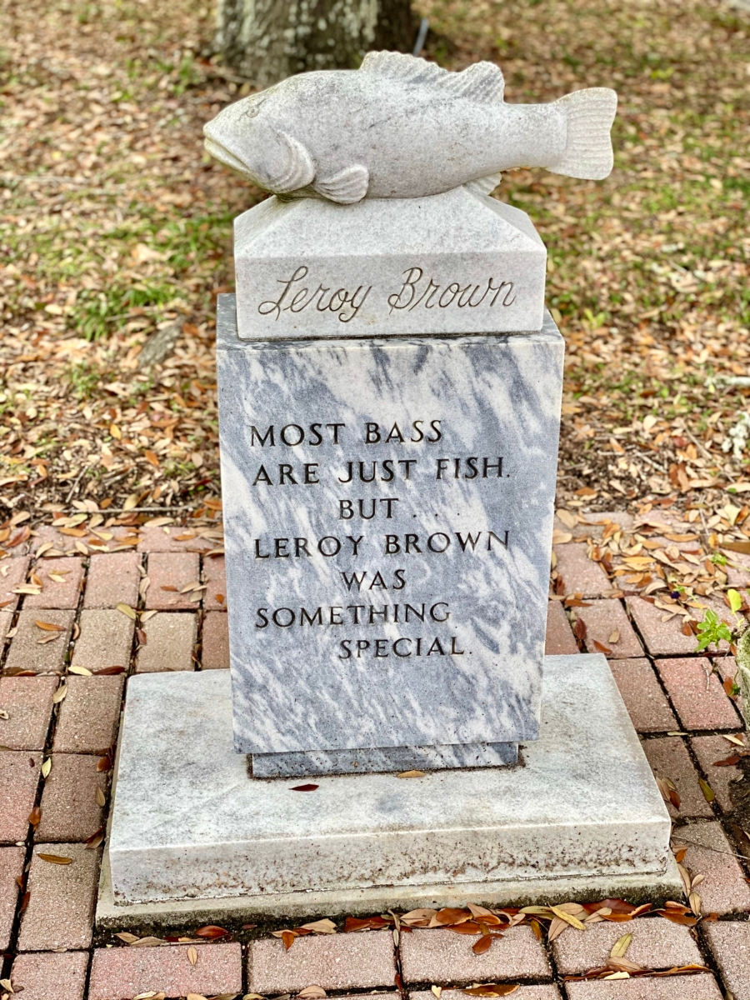 Leroy Brown
MOST BASS
ARE JUST FISH.
BUT . . .
LEROY BROWN
WAS
SOMETHING
SPECIAL.